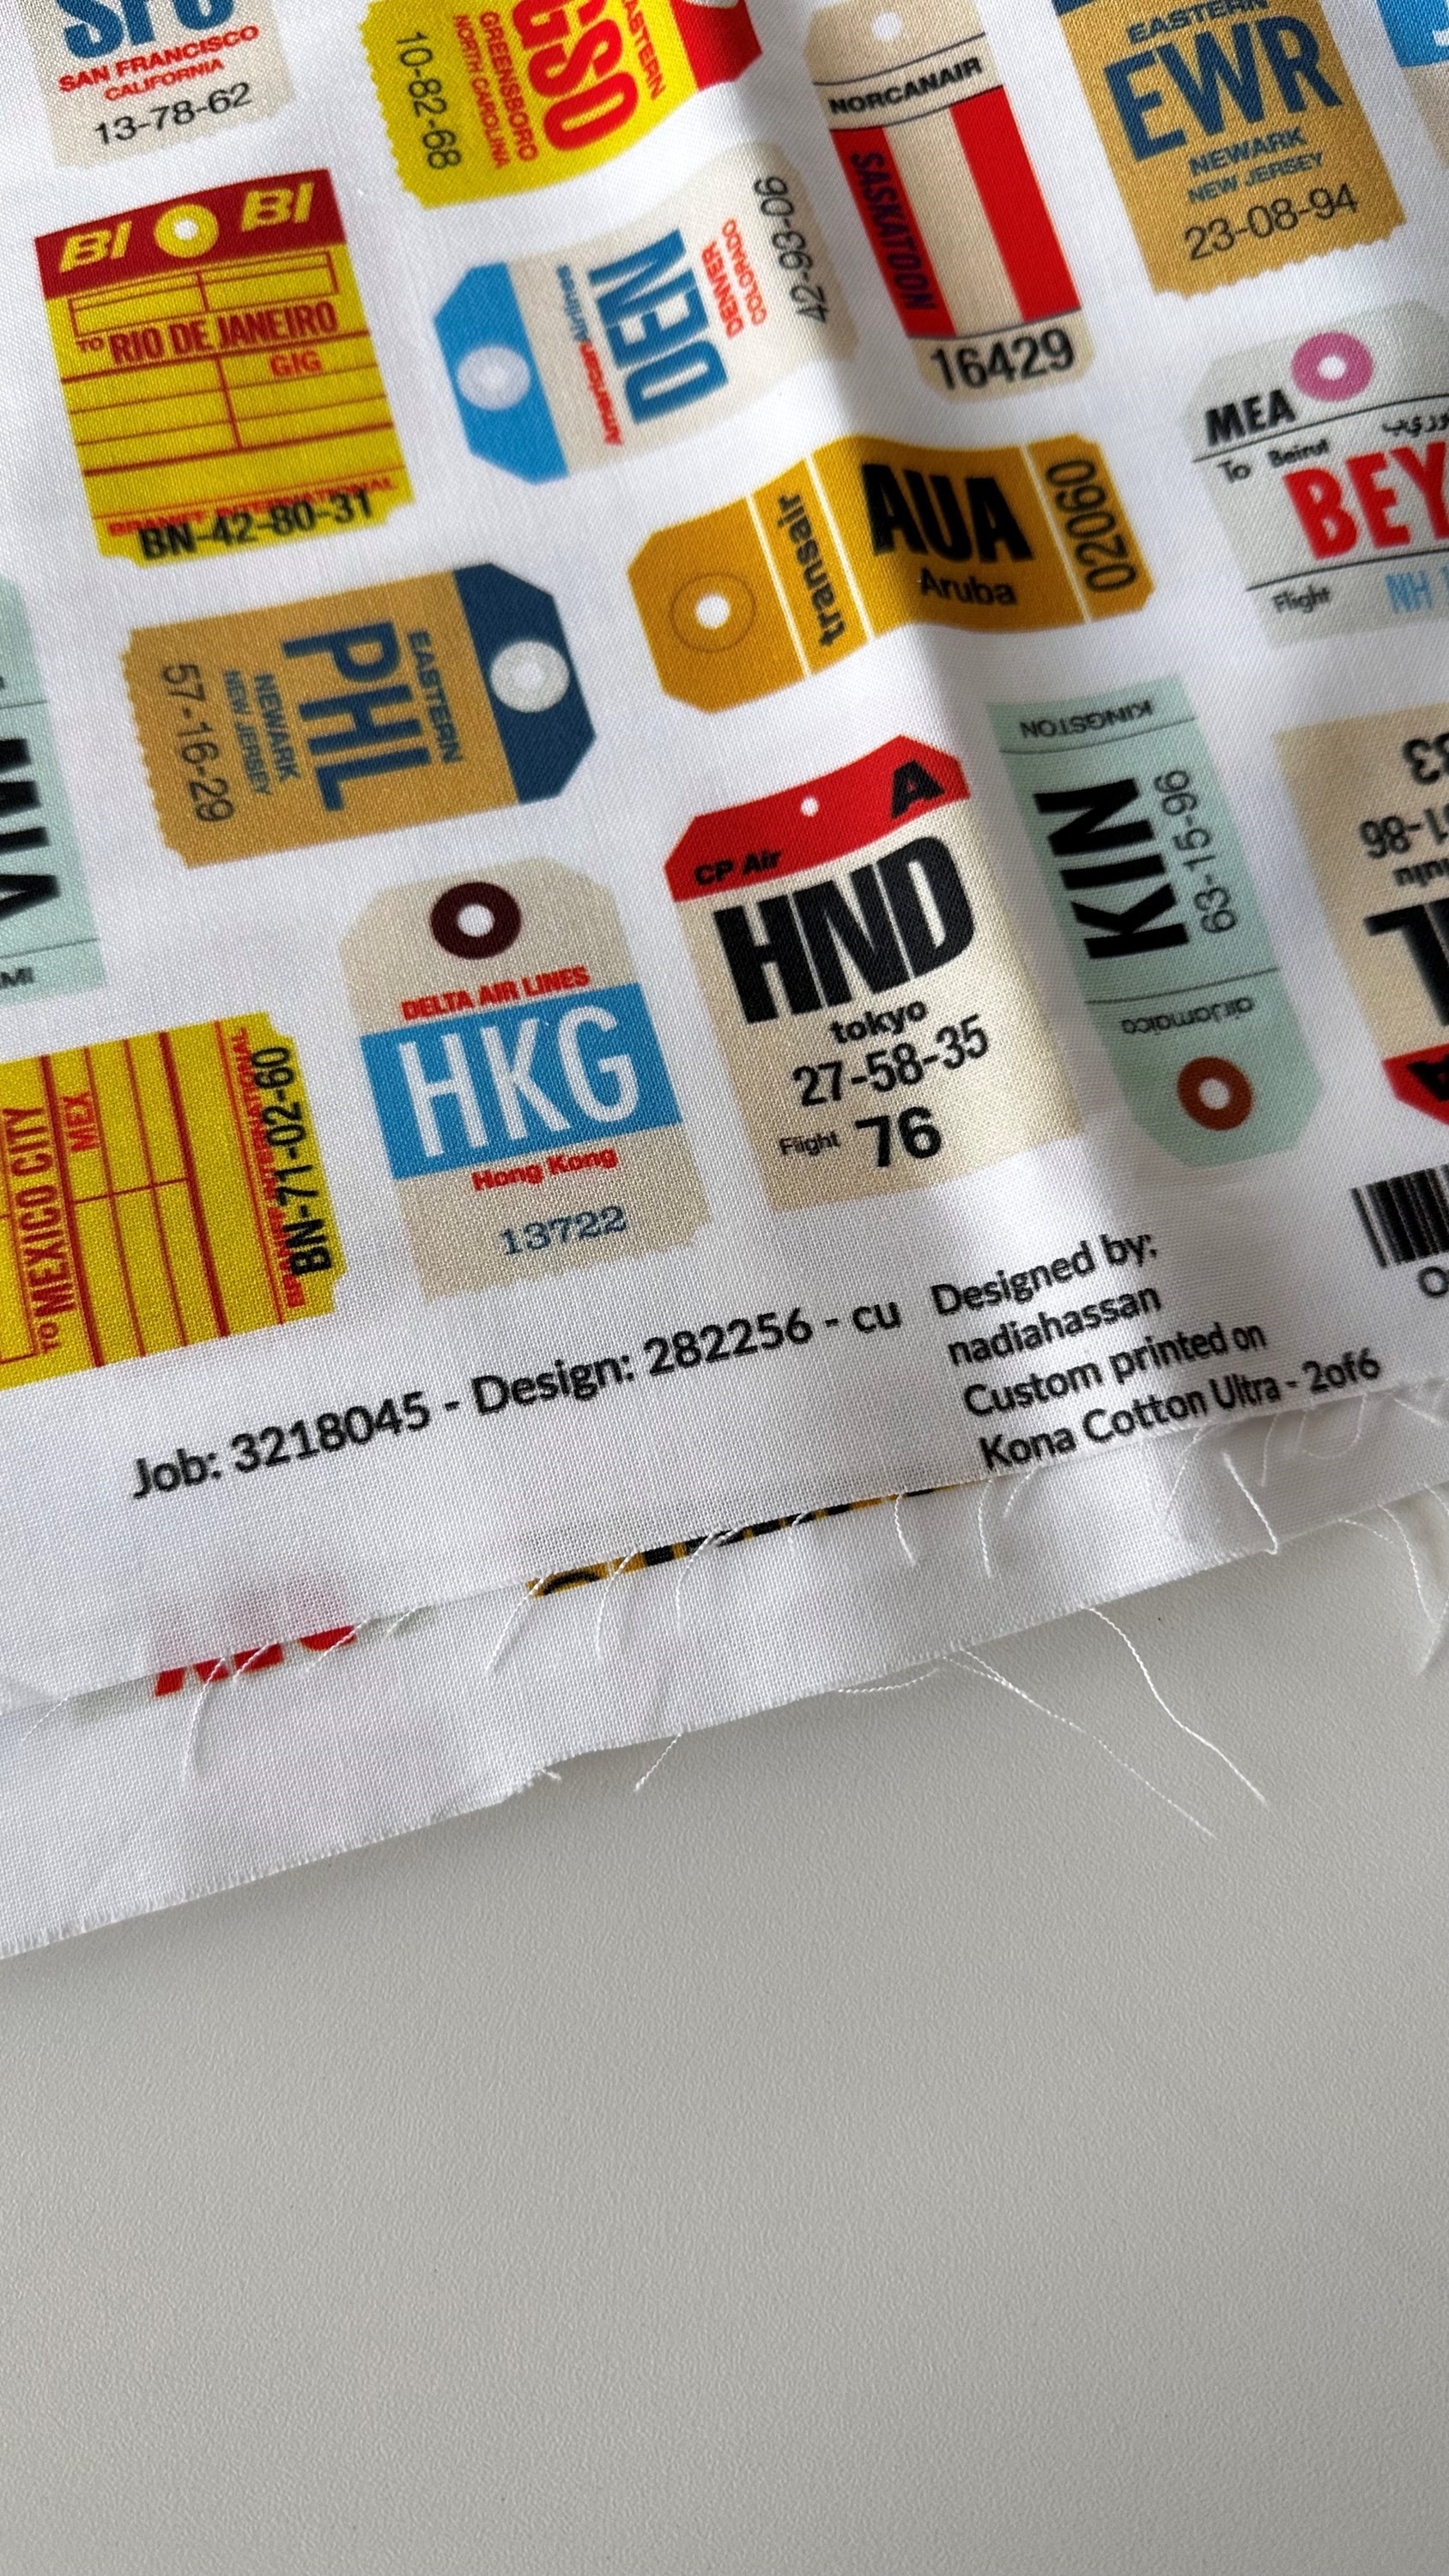 SFO
SAN FRANCISCO
CALIFORNIA
13-78-62
EASTERN
GSO
GREENSBORO
NORTH CAROLINA
10-82-68
NORCANAIR
SASKATOON
16429
EASTERN
EWR
NEWARK
NEW JERSEY
23-08-94
BI BI
TO RIO DE JANEIRO
GIG
BRANIFF INTERNATIONAL
BN-42-80-31
AmericanAirlines
DEN
DENVER
COLORADO
42-93-06
transair
AUA
Aruba
02060
MEA
To Beirut
BEY
Flight NH
EASTERN
PHL
NEWARK
NEW JERSEY
57-16-29
CP Air A
HND
tokyo
27-58-35
Flight 76
KINGSTON
KIN
63-15-96
airJamaica
TO MEXICO CITY
MEX
BN-71-02-60
DELTA AIR LINES
HKG
Hong Kong
13722
Job: 3218045 - Design: 282256 - cu
Designed by:
nadiahassan
Custom printed on
Kona Cotton Ultra - 2of6